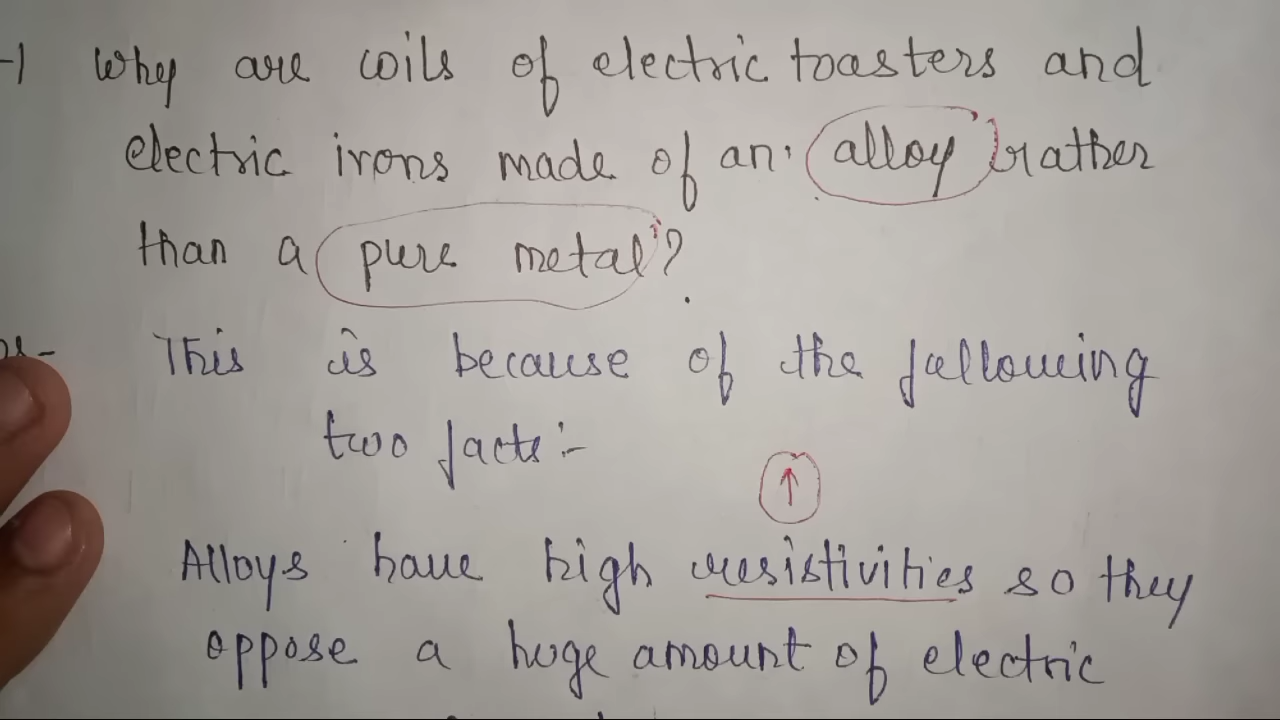 -1 Why are coils of electric toasters and
electric irons made of an alloy rather
than a pure metal?
This is because of the following
two facts:-
↑
Alloys have high resistivities so they
oppose a huge amount of electric